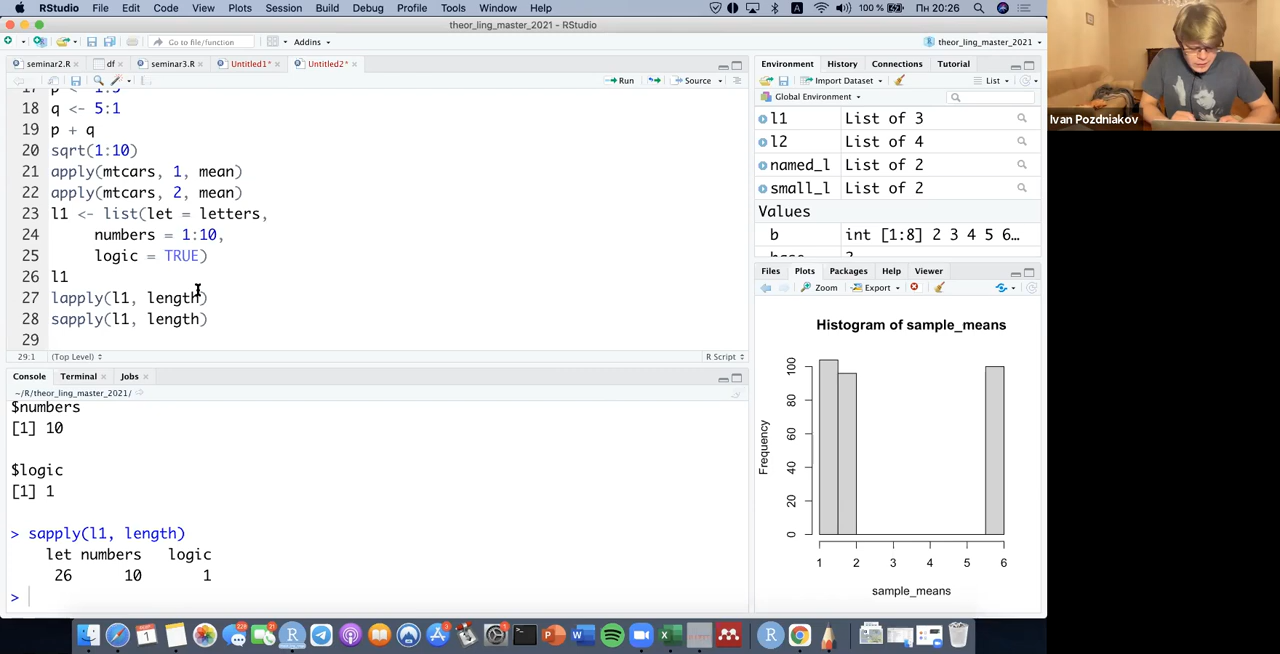 RStudio File Edit Code View Plots Session Build Debug Profile Tools Window Help 100 % Пн 20:26
theor_ling_master_2021 - RStudio
Go to file/function Addins theor_ling_master_2021
seminar2.R df seminar3.R Untitled1* Untitled2*
Run Source
18 q <- 5:1
19 p + q
20 sqrt(1:10)
21 apply(mtcars, 1, mean)
22 apply(mtcars, 2, mean)
23 l1 <- list(let = letters,
24 numbers = 1:10,
25 logic = TRUE)
26 l1
27 lapply(l1, length)
28 sapply(l1, length)
29
29:1 (Top Level) R Script
Console Terminal Jobs
~/R/theor_ling_master_2021/
$numbers
[1] 10
$logic
[1] 1
> sapply(l1, length)
let numbers logic
26 10 1
>
Environment History Connections Tutorial
Import Dataset List
Global Environment
l1 List of 3
l2 List of 4
named_l List of 2
small_l List of 2
Values
b int [1:8] 2 3 4 5 6…
Files Plots Packages Help Viewer
Zoom Export
Histogram of sample_means
Frequency
0 20 40 60 80 100
1 2 3 4 5 6
sample_means
Ivan Pozdniakov